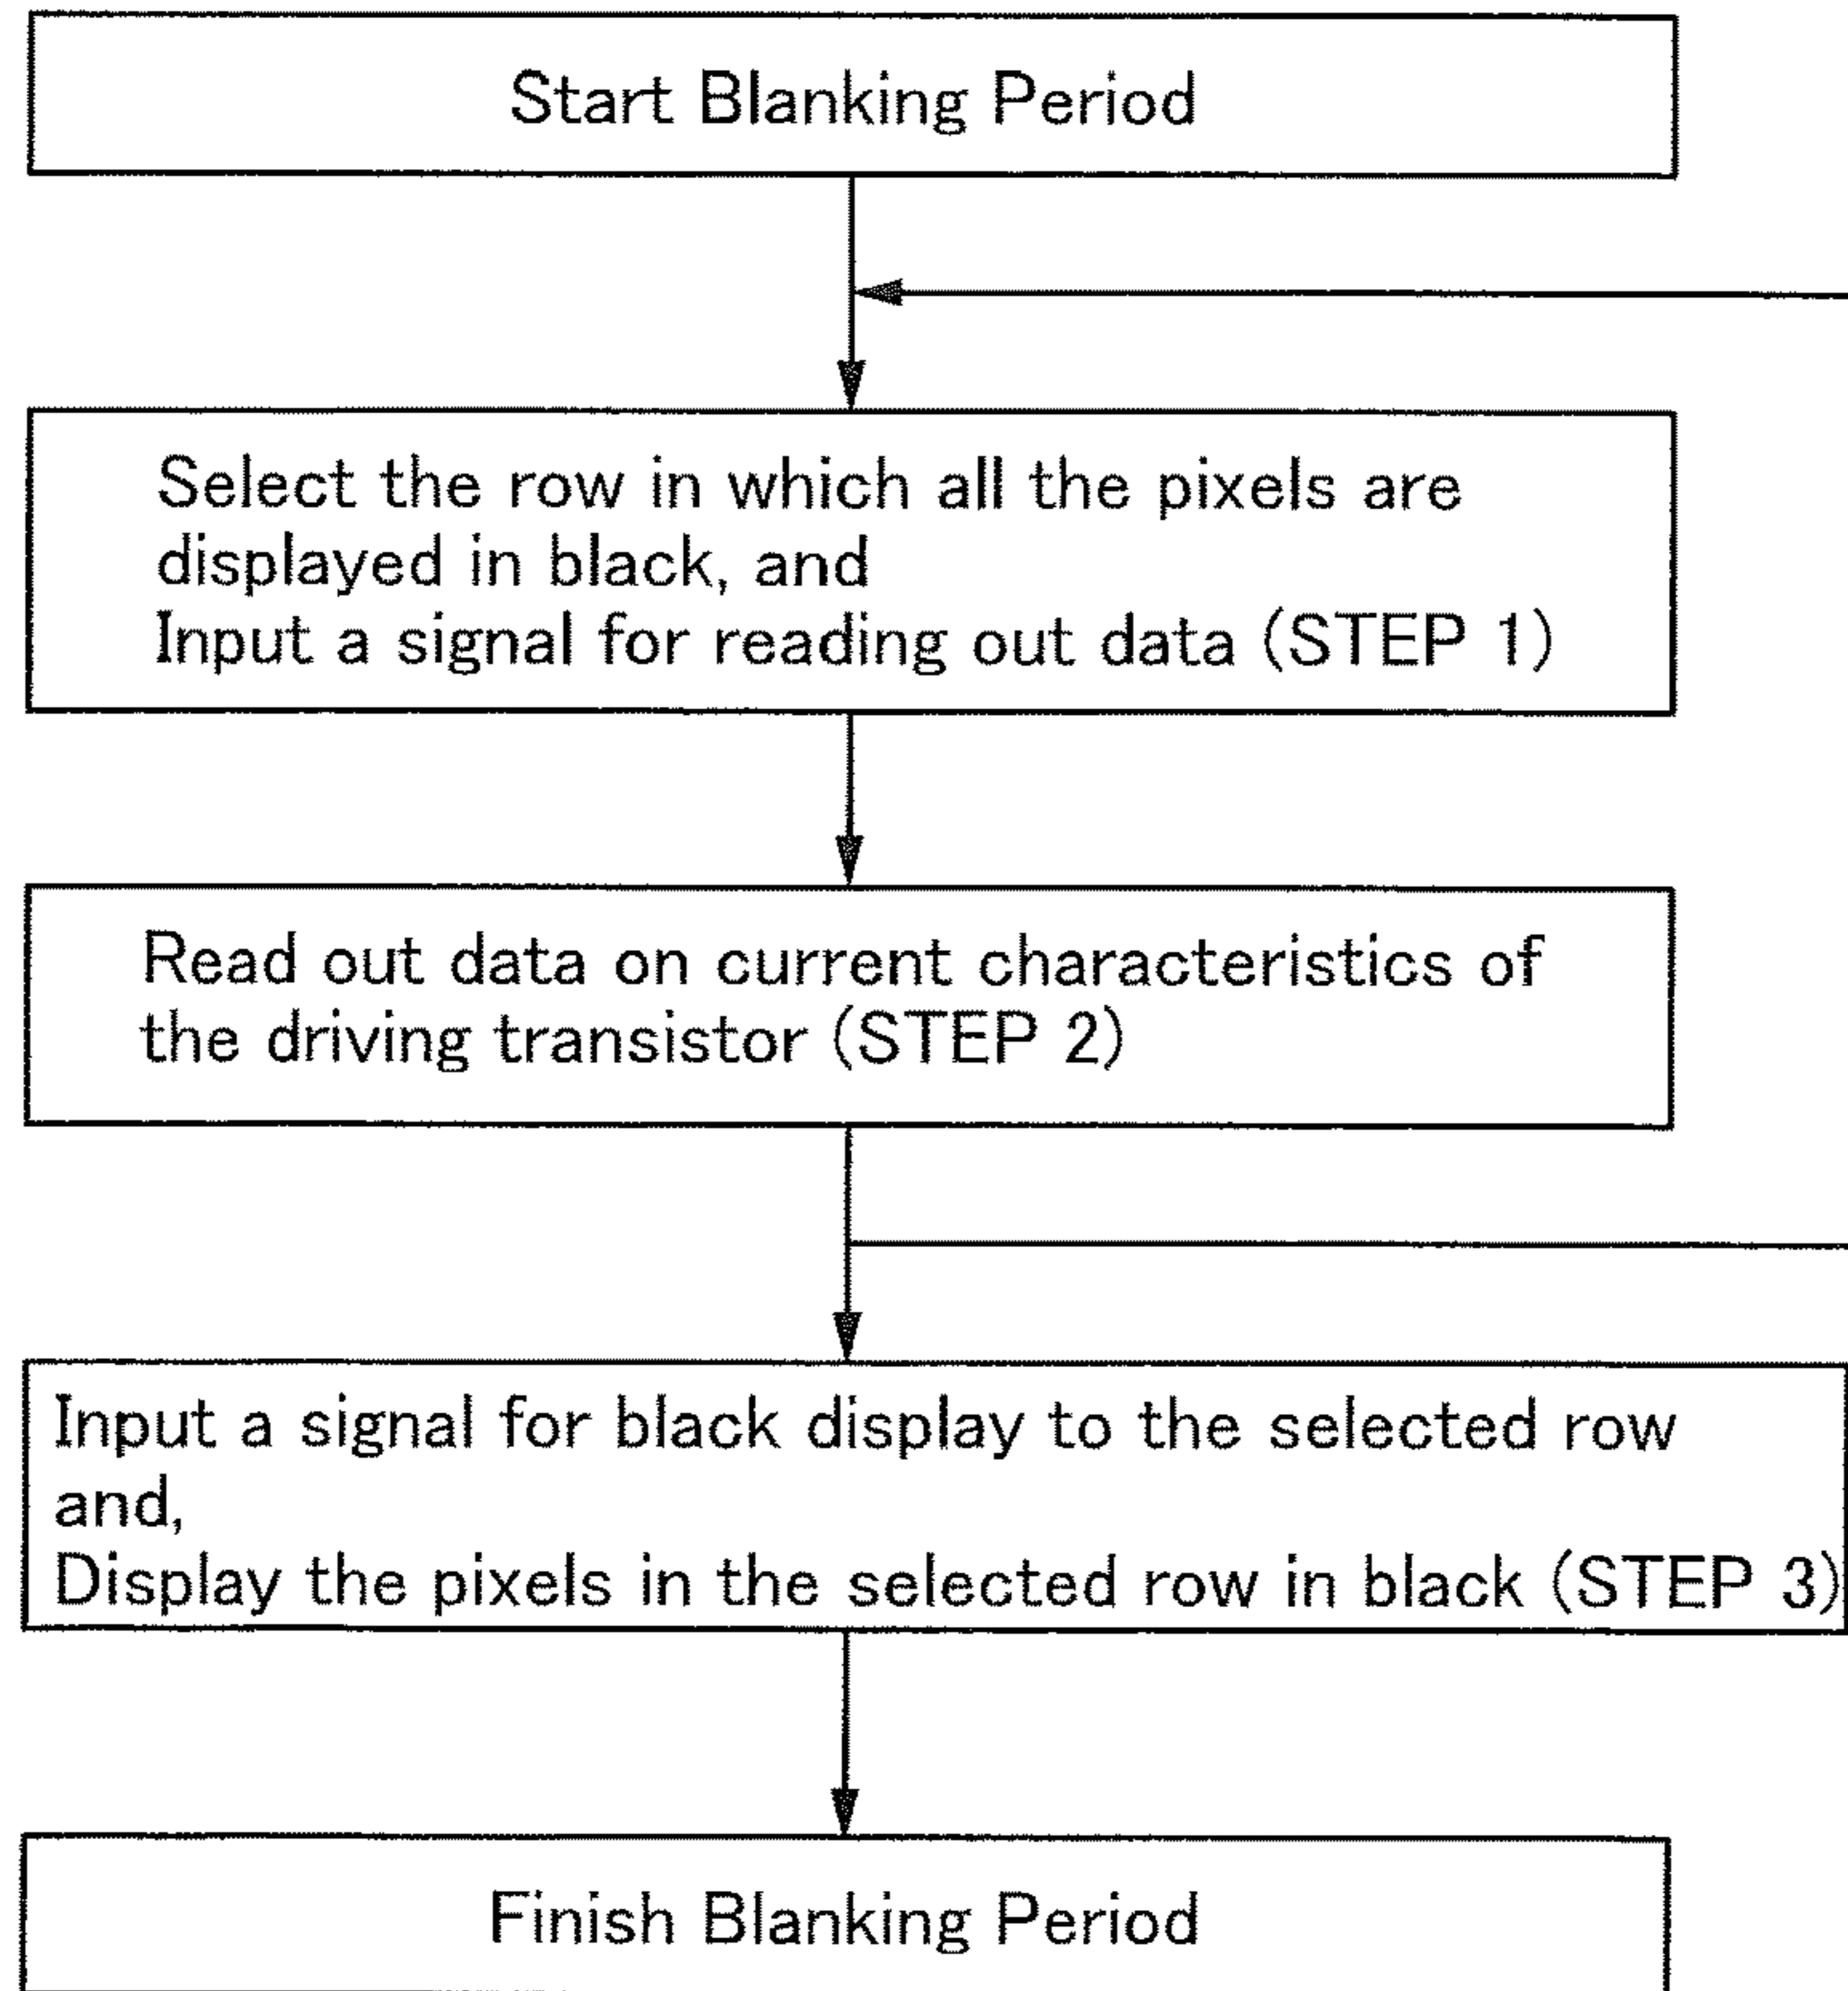 Start Blanking Period
Select the row in which all the pixels are
displayed in black, and
Input a signal for reading out data (STEP 1)
Read out data on current characteristics of
the driving transistor (STEP 2)
Input a signal for black display to the selected row
and,
Display the pixels in the selected row in black (STEP 3)
Finish Blanking Period